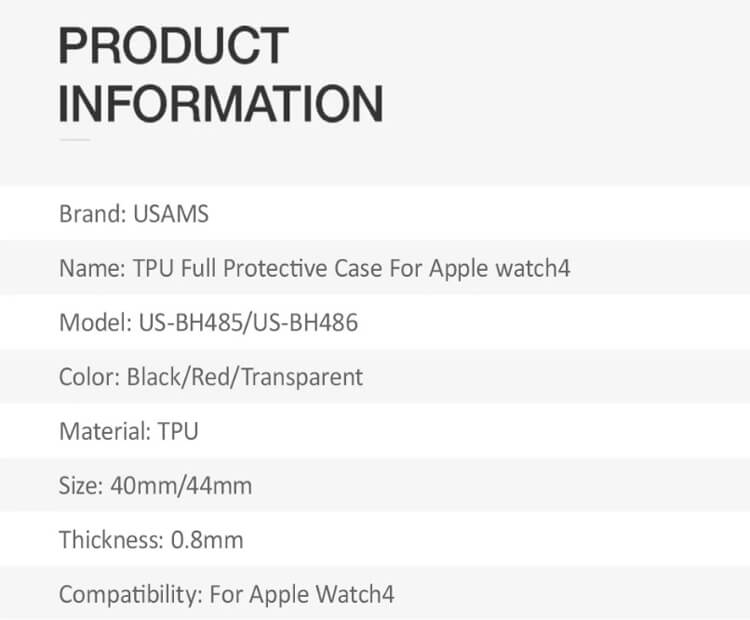 PRODUCT
INFORMATION
Brand: USAMS
Name: TPU Full Protective Case For Apple watch4
Model: US-BH485/US-BH486
Color: Black/Red/Transparent
Material: TPU
Size: 40mm/44mm
Thickness: 0.8mm
Compatibility: For Apple Watch4